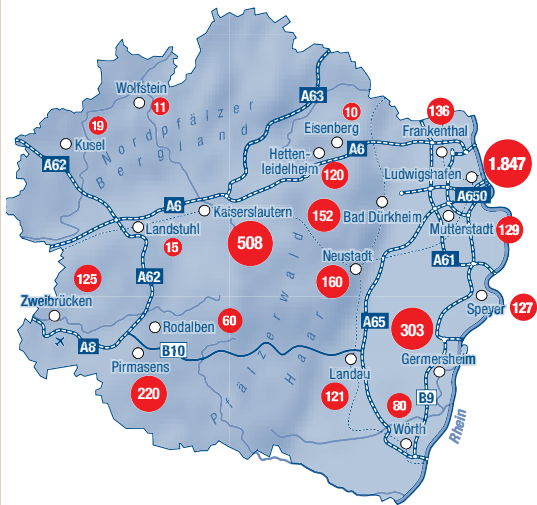 A63
Wolfstein
11
10
136
19
Nordpfälzer
Bergland
Eisenberg
Frankenthal
Kusel
A62
Hetten-
leidelheim
A6
1.847
Ludwigshafen
120
A650
A6
Kaiserslautern
152
Bad Dürkheim
Mutterstadt
Landstuhl
129
15
508
A61
Neustadt
125
A62
160
Pfälzerwald
Haar
Zweibrücken
Speyer
127
60
A65
303
Rodalben
A8
B10
Pirmasens
Landau
Germersheim
220
121
80
B9
Wörth
Rhein